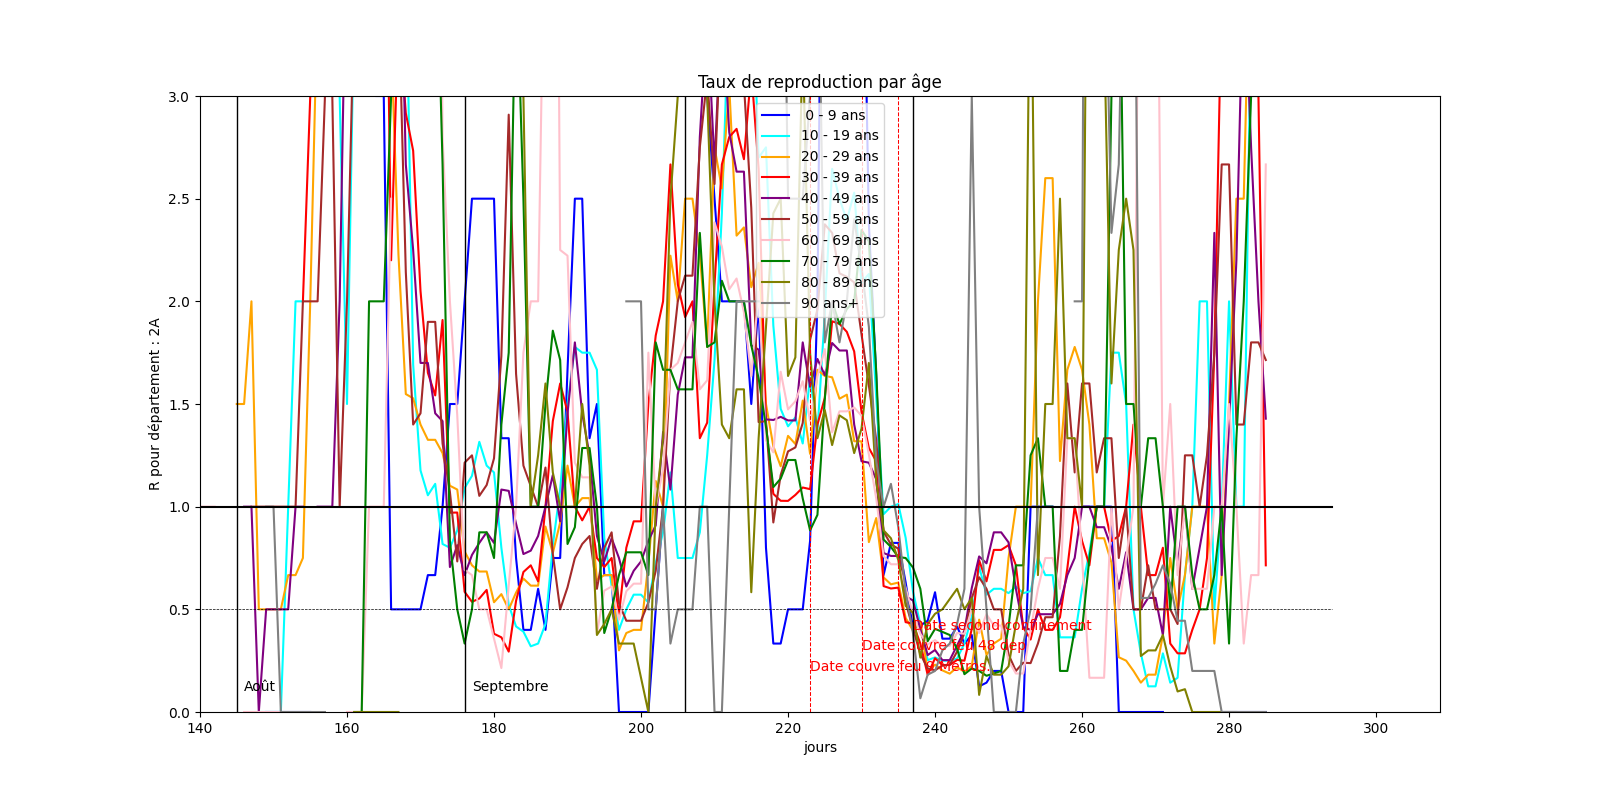 Taux de reproduction par âge
R pour département : 2A
3.0
2.5
2.0
1.5
1.0
0.5
0.0
0 - 9 ans
10 - 19 ans
20 - 29 ans
30 - 39 ans
40 - 49 ans
50 - 59 ans
60 - 69 ans
70 - 79 ans
80 - 89 ans
90 ans+
Date second confinement
Date couvre feu 48 dep
Date couvre feu 9 Métros.
Août
Septembre
140 160 180 200 220 240 260 280 300
jours